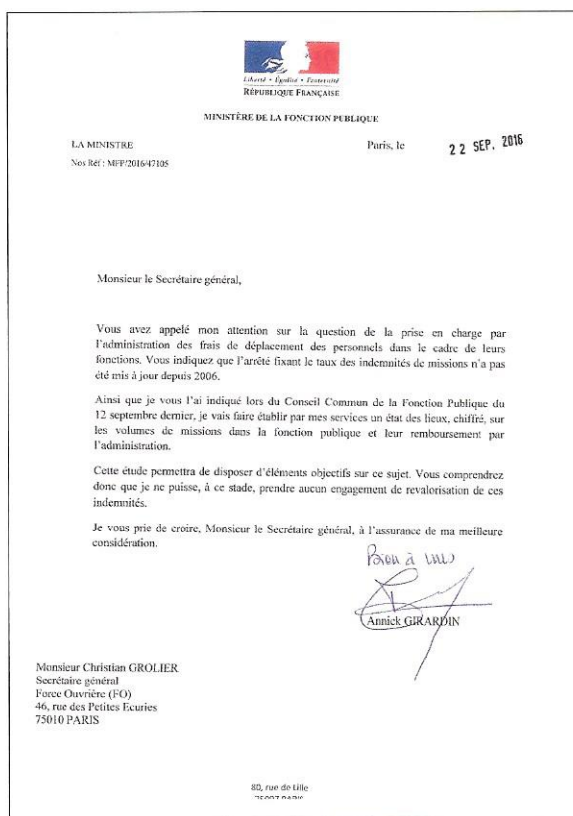 Liberté • Égalité • Fraternité
RÉPUBLIQUE FRANÇAISE
MINISTÈRE DE LA FONCTION PUBLIQUE
LA MINISTRE
Paris, le
22 SEP. 2016
Nos Réf : MFP/2016/47105
Monsieur le Secrétaire général,
Vous avez appelé mon attention sur la question de la prise en charge par
l'administration des frais de déplacement des personnels dans le cadre de leurs
fonctions. Vous indiquez que l'arrêté fixant le taux des indemnités de missions n'a pas
été mis à jour depuis 2006.
Ainsi que je vous l'ai indiqué lors du Conseil Commun de la Fonction Publique du
12 septembre dernier, je vais faire établir par mes services un état des lieux, chiffré, sur
les volumes de missions dans la fonction publique et leur remboursement par
l'administration.
Cette étude permettra de disposer d'éléments objectifs sur ce sujet. Vous comprendrez
donc que je ne puisse, à ce stade, prendre aucun engagement de revalorisation de ces
indemnités.
Je vous prie de croire, Monsieur le Secrétaire général, à l'assurance de ma meilleure
considération.
Bien à vous
Annick GIRARDIN
Monsieur Christian GROLIER
Secrétaire général
Force Ouvrière (FO)
46, rue des Petites Ecuries
75010 PARIS
80, rue de Lille
75007 PARIS